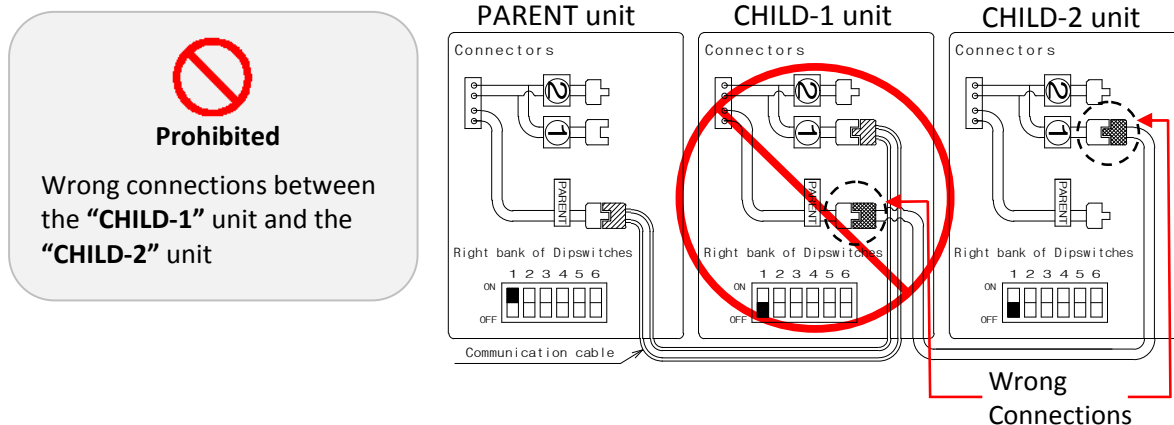 Prohibited
Wrong connections between
the “CHILD-1” unit and the
“CHILD-2” unit
PARENT unit
Connectors
2
1
PARENT
Right bank of Dipswitches
1 2 3 4 5 6
ON
OFF
Communication cable
CHILD-1 unit
Connectors
2
1
PARENT
Right bank of Dipswitches
1 2 3 4 5 6
ON
OFF
CHILD-2 unit
Connectors
2
1
PARENT
Right bank of Dipswitches
1 2 3 4 5 6
ON
OFF
Wrong
Connections